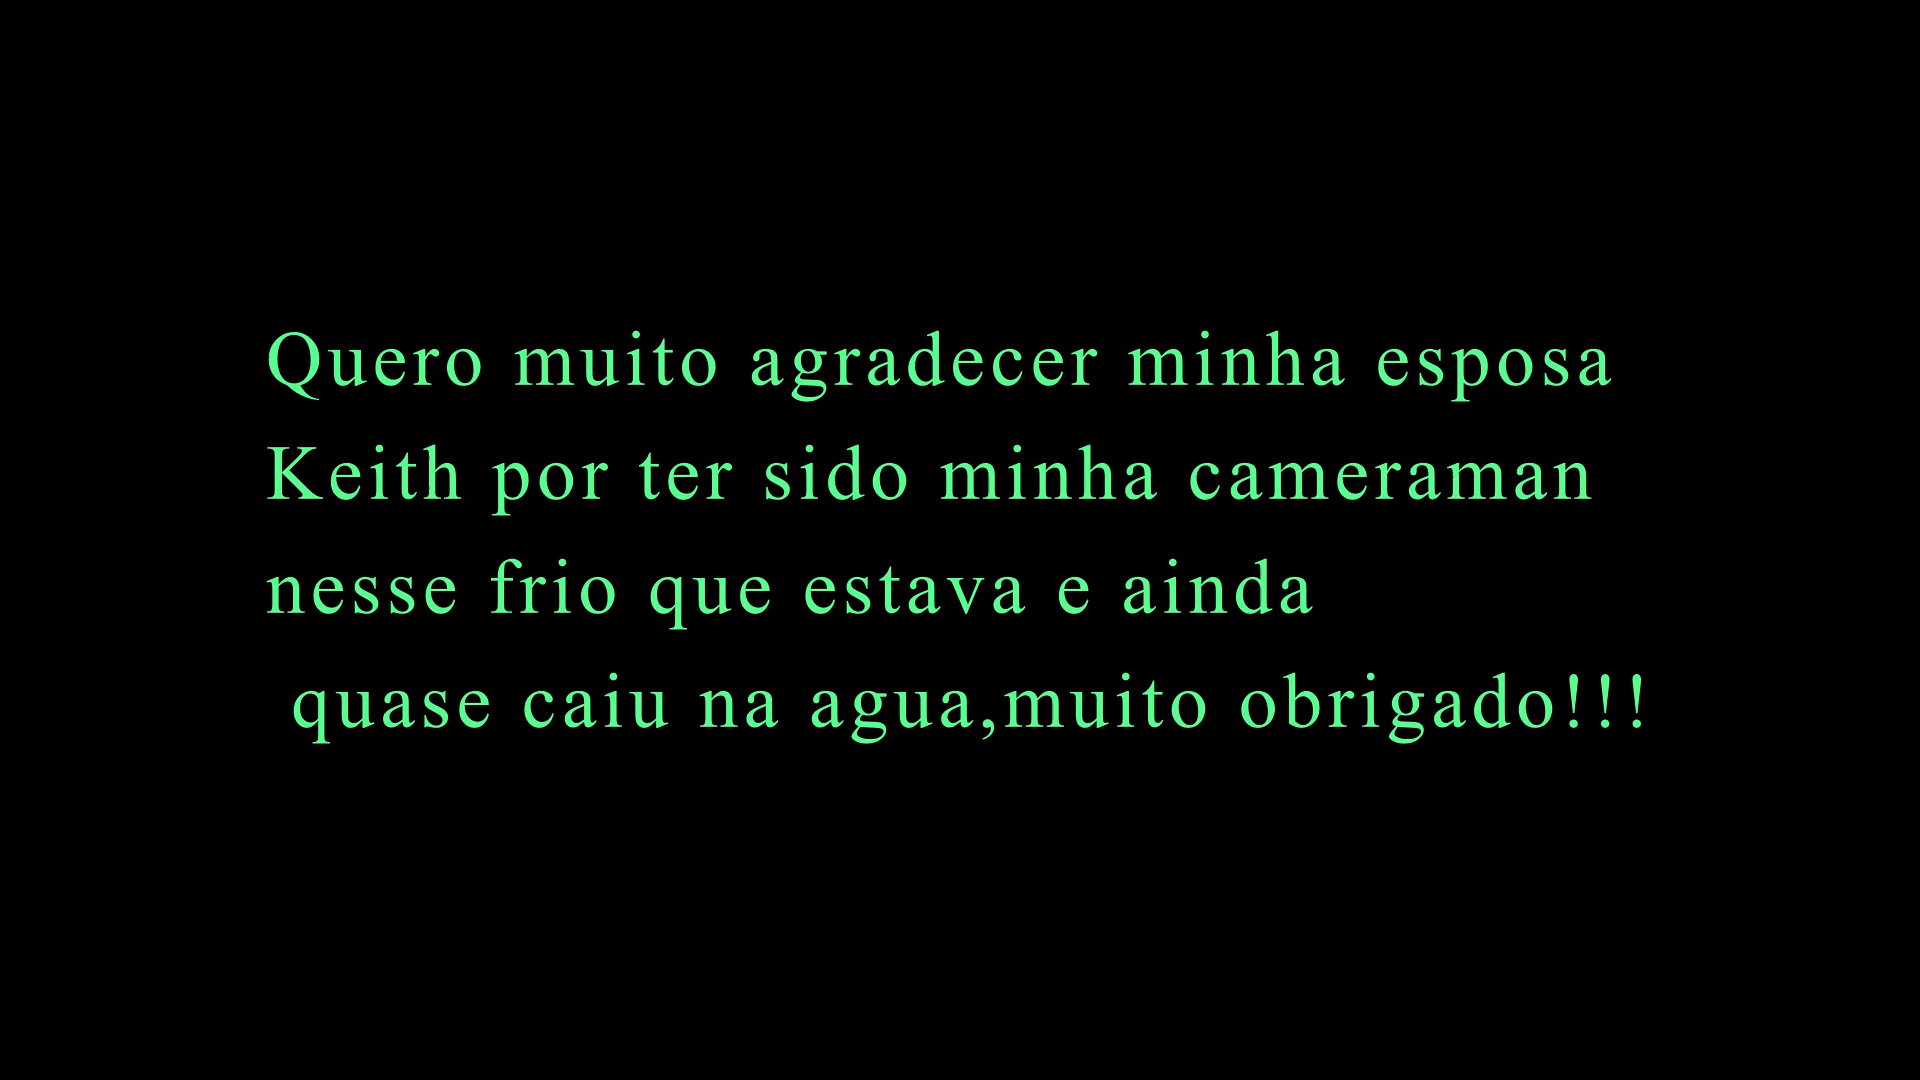 Quero muito agradecer minha esposa
Keith por ter sido minha cameraman
nesse frio que estava e ainda
quase caiu na agua,muito obrigado!!!